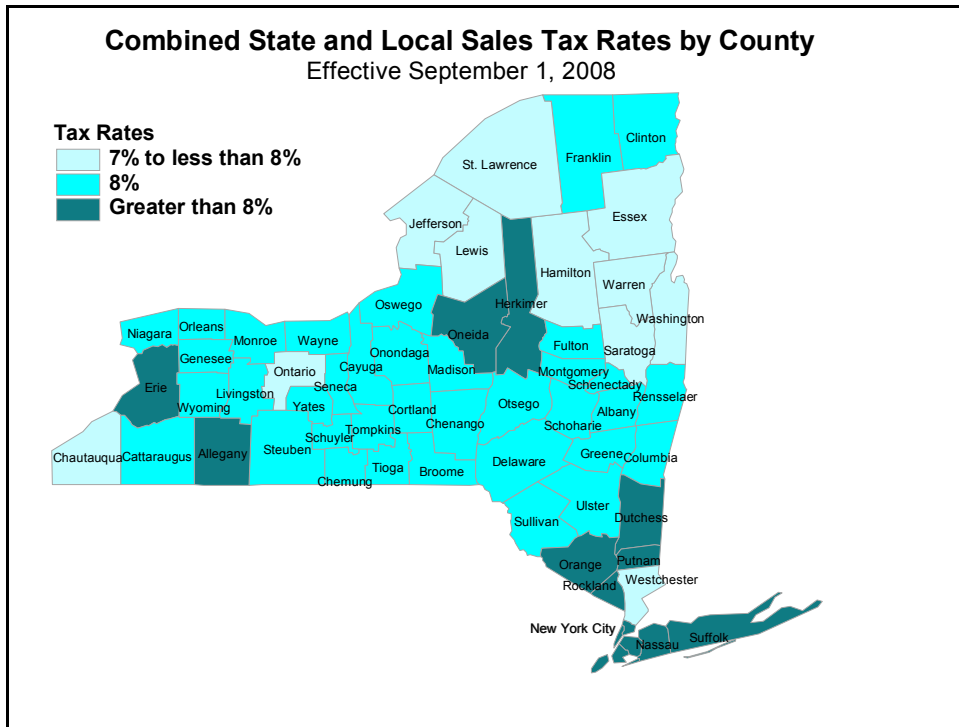 Combined State and Local Sales Tax Rates by County
Effective September 1, 2008
Tax Rates
7% to less than 8%
8%
Greater than 8%
Clinton
Franklin
St. Lawrence
Essex
Jefferson
Lewis
Hamilton
Warren
Washington
Herkimer
Oswego
Oneida
Saratoga
Niagara
Orleans
Monroe
Wayne
Fulton
Onondaga
Genesee
Cayuga
Madison
Montgomery
Ontario
Schenectady
Seneca
Erie
Livingston
Rensselaer
Wyoming
Yates
Cortland
Otsego
Albany
Chenango
Schoharie
Tompkins
Schuyler
Steuben
Greene
Chautauqua
Cattaraugus
Allegany
Columbia
Delaware
Tioga
Broome
Chemung
Ulster
Dutchess
Sullivan
Putnam
Orange
Westchester
Rockland
New York City
Suffolk
Nassau